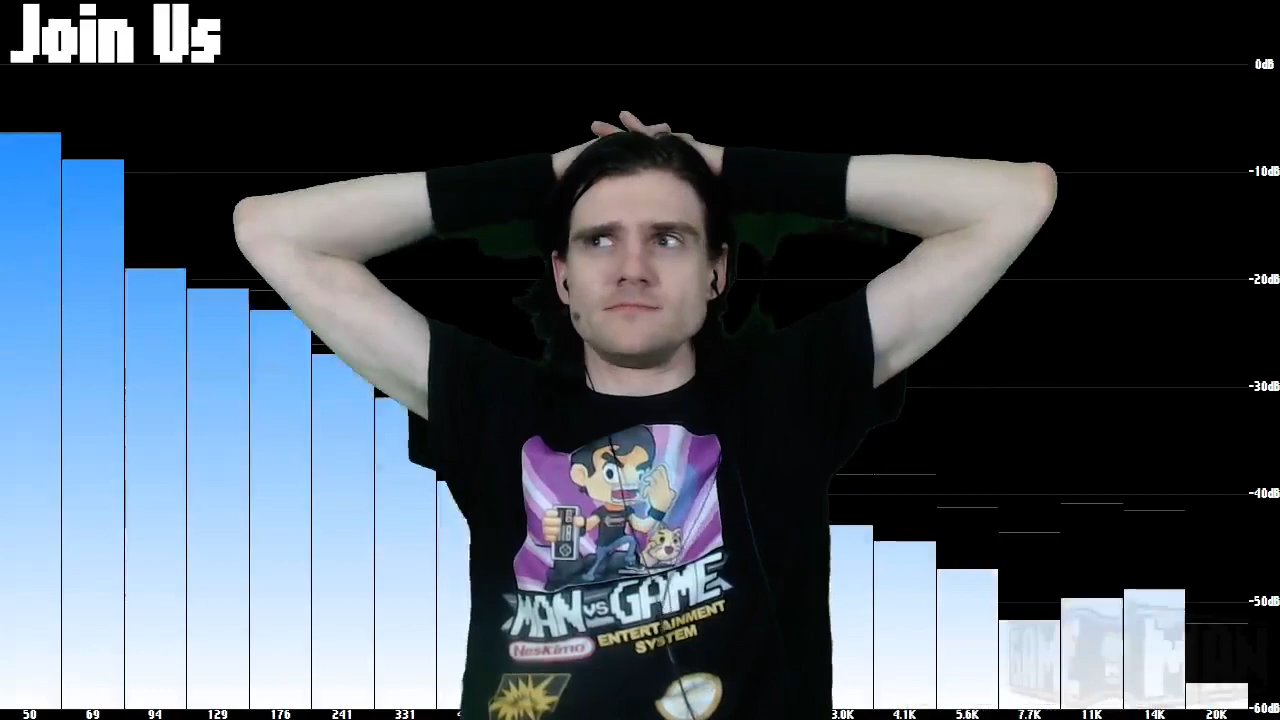 Join Us
0dB
-10dB
-20dB
-30dB
-40dB
-50dB
-60dB
MAN VS GAME
ENTERTAINMENT
SYSTEM
NesKimo
50 69 94 129 176 241 331 3.0K 4.1K 5.6K 7.7K 11K 14K 20K